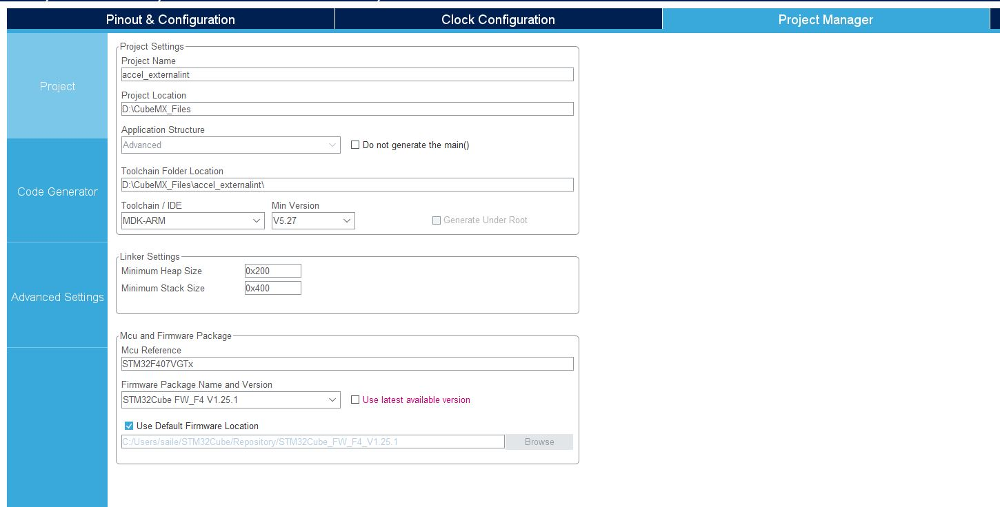 Pinout & Configuration
Clock Configuration
Project Manager
Project
Code Generator
Advanced Settings
Project Settings
Project Name
accel_externalint
Project Location
D:\CubeMX_Files
Application Structure
Advanced
Do not generate the main()
Toolchain Folder Location
D:\CubeMX_Files\accel_externalint\
Toolchain / IDE
Min Version
MDK-ARM
V5.27
Generate Under Root
Linker Settings
Minimum Heap Size
0x200
Minimum Stack Size
0x400
Mcu and Firmware Package
Mcu Reference
STM32F407VGTx
Firmware Package Name and Version
STM32Cube FW_F4 V1.25.1
Use latest available version
Use Default Firmware Location
C:/Users/saile/STM32Cube/Repository/STM32Cube_FW_F4_V1.25.1
Browse